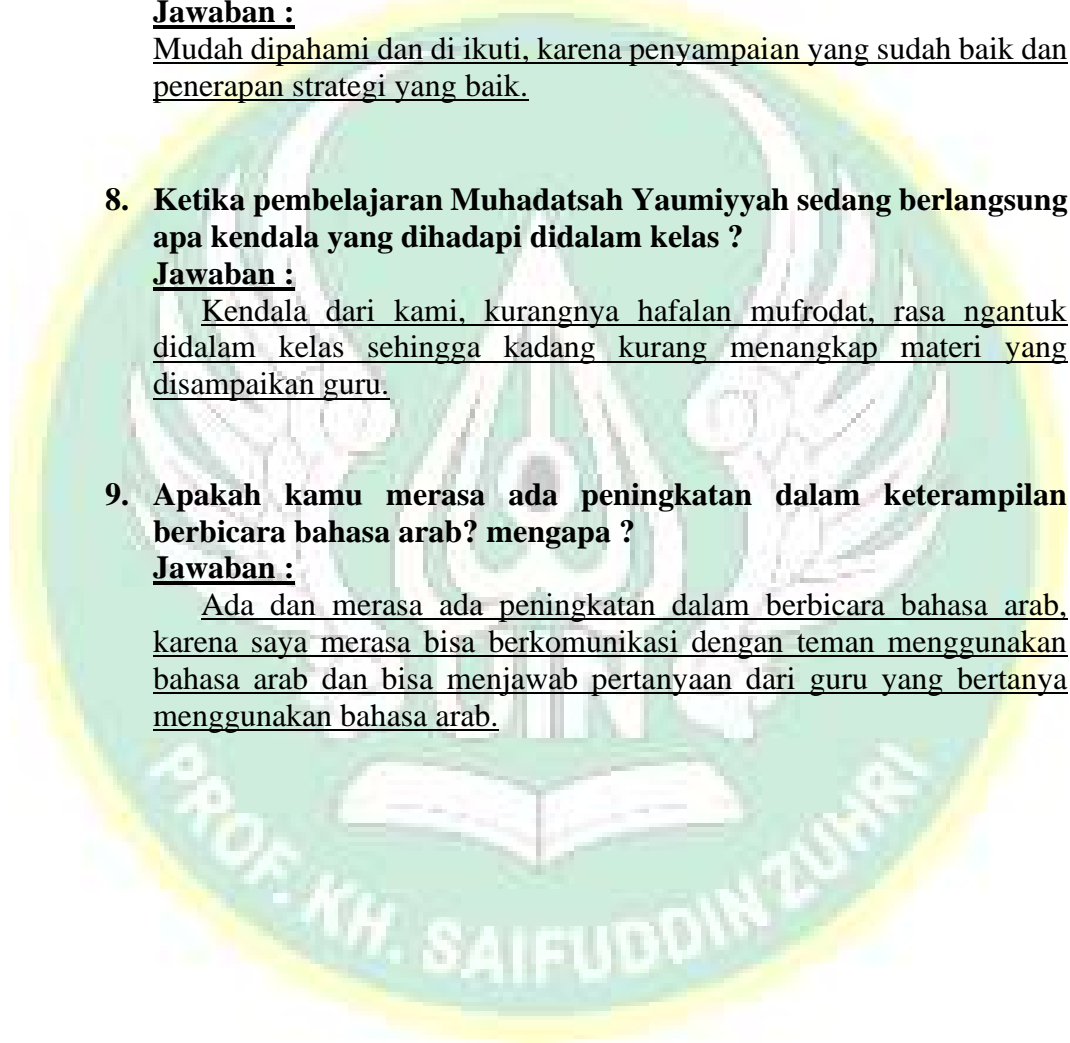 Jawaban :
Mudah dipahami dan di ikuti, karena penyampaian yang sudah baik dan
penerapan strategi yang baik.
8. Ketika pembelajaran Muhadatsah Yaumiyyah sedang berlangsung
apa kendala yang dihadapi didalam kelas ?
Jawaban :
Kendala dari kami, kurangnya hafalan mufrodat, rasa ngantuk
didalam kelas sehingga kadang kurang menangkap materi yang
disampaikan guru.
9. Apakah kamu merasa ada peningkatan dalam keterampilan
berbicara bahasa arab? mengapa ?
Jawaban :
Ada dan merasa ada peningkatan dalam berbicara bahasa arab,
karena saya merasa bisa berkomunikasi dengan teman menggunakan
bahasa arab dan bisa menjawab pertanyaan dari guru yang bertanya
menggunakan bahasa arab.
UIN
PROF. KH. SAIFUDDIN ZUHRI